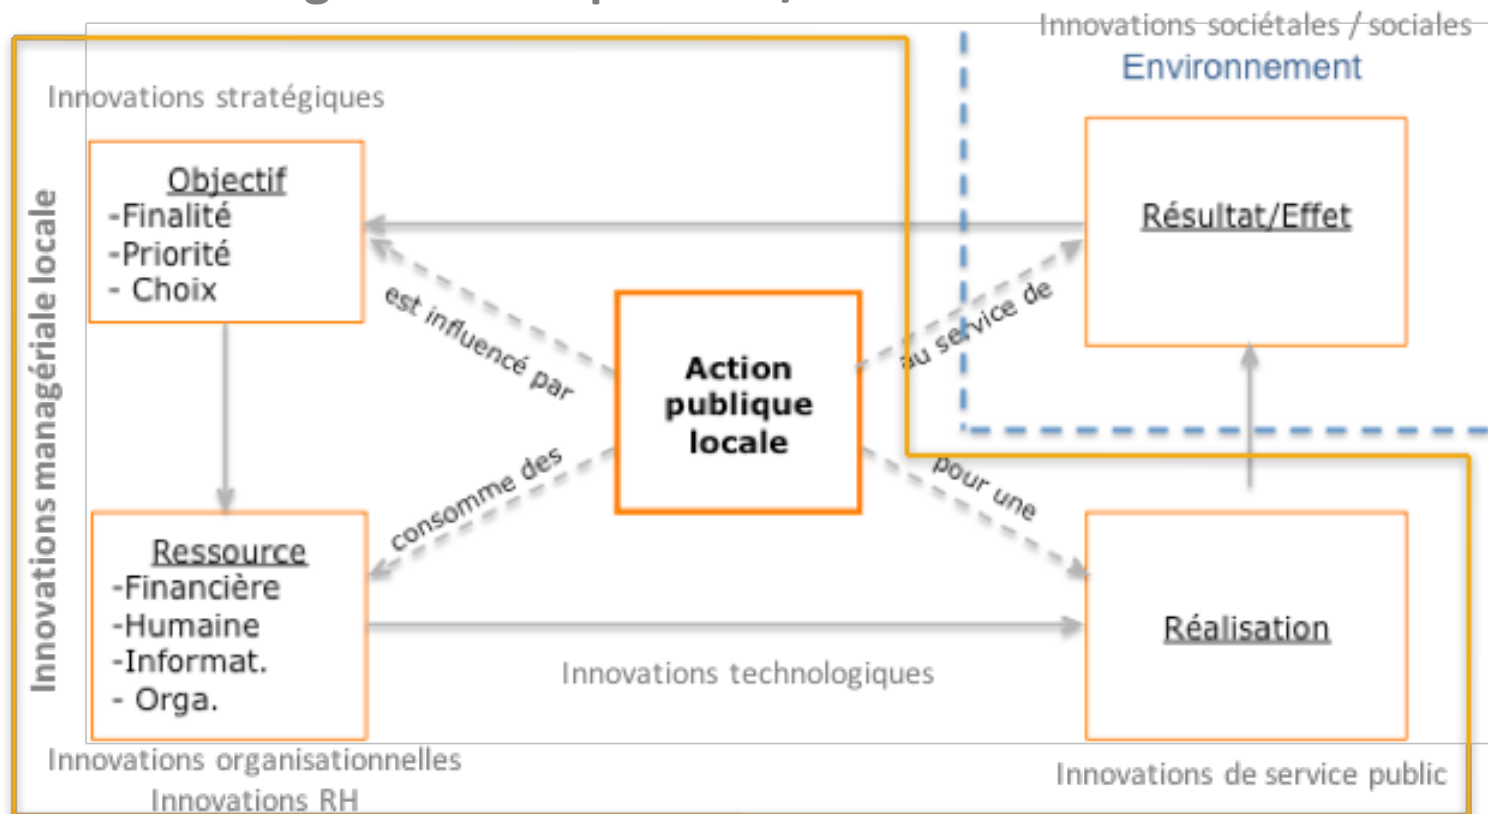 Innovations sociétales / sociales
Environnement
Innovations stratégiques
Objectif
-Finalité
-Priorité
- Choix
Résultat/Effet
est influencé par
au service de
Action
publique
locale
Innovations managériale locale
consomme des
pour une
Ressource
-Financière
-Humaine
-Informat.
- Orga.
Réalisation
Innovations technologiques
Innovations organisationnelles
Innovations RH
Innovations de service public